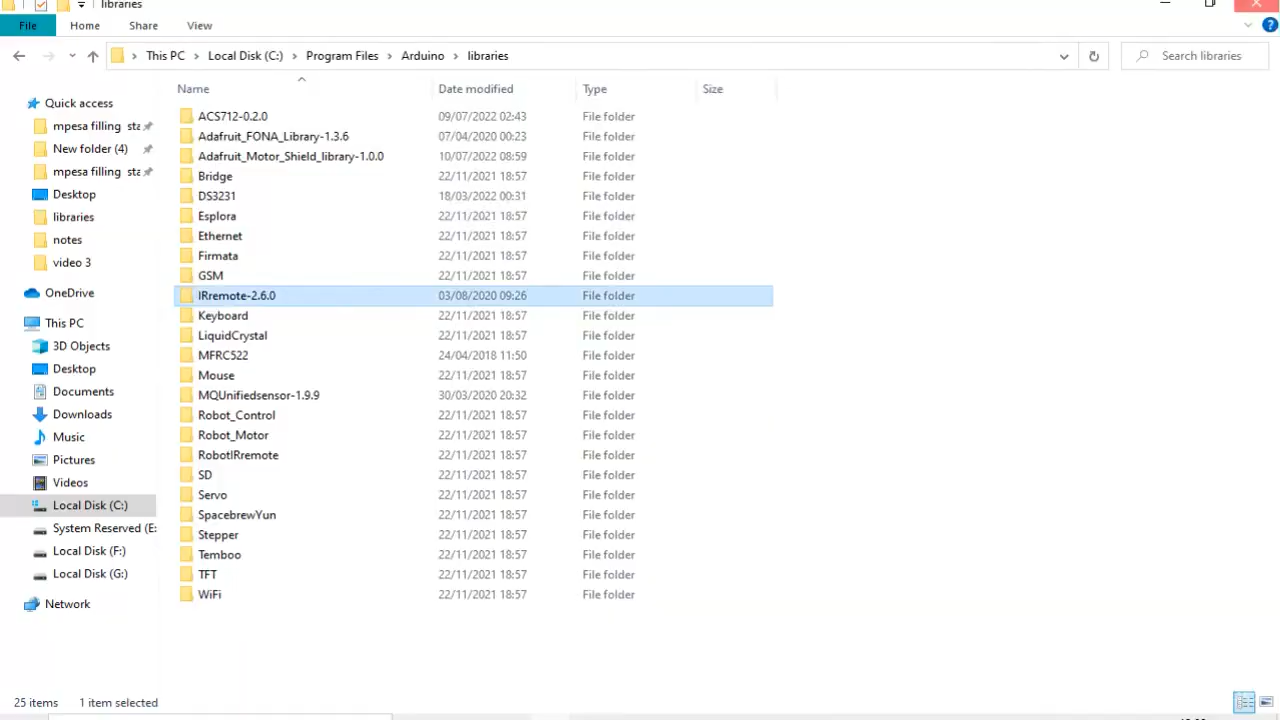 libraries
File Home Share View
This PC Local Disk (C:) Program Files Arduino libraries Search libraries
Name Date modified Type Size
Quick access
mpesa filling sta
New folder (4)
mpesa filling sta
Desktop
libraries
notes
video 3
OneDrive
This PC
3D Objects
Desktop
Documents
Downloads
Music
Pictures
Videos
Local Disk (C:)
System Reserved (E:
Local Disk (F:)
Local Disk (G:)
Network
ACS712-0.2.0 09/07/2022 02:43 File folder
Adafruit_FONA_Library-1.3.6 07/04/2020 00:23 File folder
Adafruit_Motor_Shield_library-1.0.0 10/07/2022 08:59 File folder
Bridge 22/11/2021 18:57 File folder
DS3231 18/03/2022 00:31 File folder
Esplora 22/11/2021 18:57 File folder
Ethernet 22/11/2021 18:57 File folder
Firmata 22/11/2021 18:57 File folder
GSM 22/11/2021 18:57 File folder
IRremote-2.6.0 03/08/2020 09:26 File folder
Keyboard 22/11/2021 18:57 File folder
LiquidCrystal 22/11/2021 18:57 File folder
MFRC522 24/04/2018 11:50 File folder
Mouse 22/11/2021 18:57 File folder
MQUnifiedsensor-1.9.9 30/03/2020 20:32 File folder
Robot_Control 22/11/2021 18:57 File folder
Robot_Motor 22/11/2021 18:57 File folder
RobotIRremote 22/11/2021 18:57 File folder
SD 22/11/2021 18:57 File folder
Servo 22/11/2021 18:57 File folder
SpacebrewYun 22/11/2021 18:57 File folder
Stepper 22/11/2021 18:57 File folder
Temboo 22/11/2021 18:57 File folder
TFT 22/11/2021 18:57 File folder
WiFi 22/11/2021 18:57 File folder
25 items 1 item selected